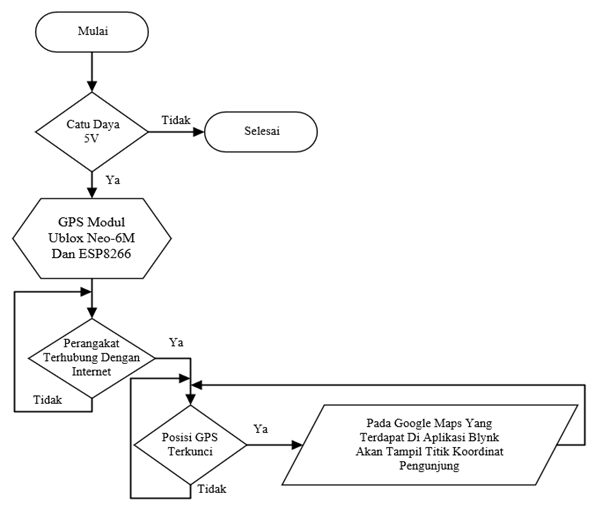 Mulai
Catu Daya
5V
Tidak
Selesai
Ya
GPS Modul
Ublox Neo-6M
Dan ESP8266
Perangakat
Terhubung Dengan
Internet
Ya
Tidak
Posisi GPS
Terkunci
Ya
Tidak
Pada Google Maps Yang
Terdapat Di Aplikasi Blynk
Akan Tampil Titik Koordinat
Pengunjung